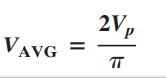 V_AVG = 2V_p / π